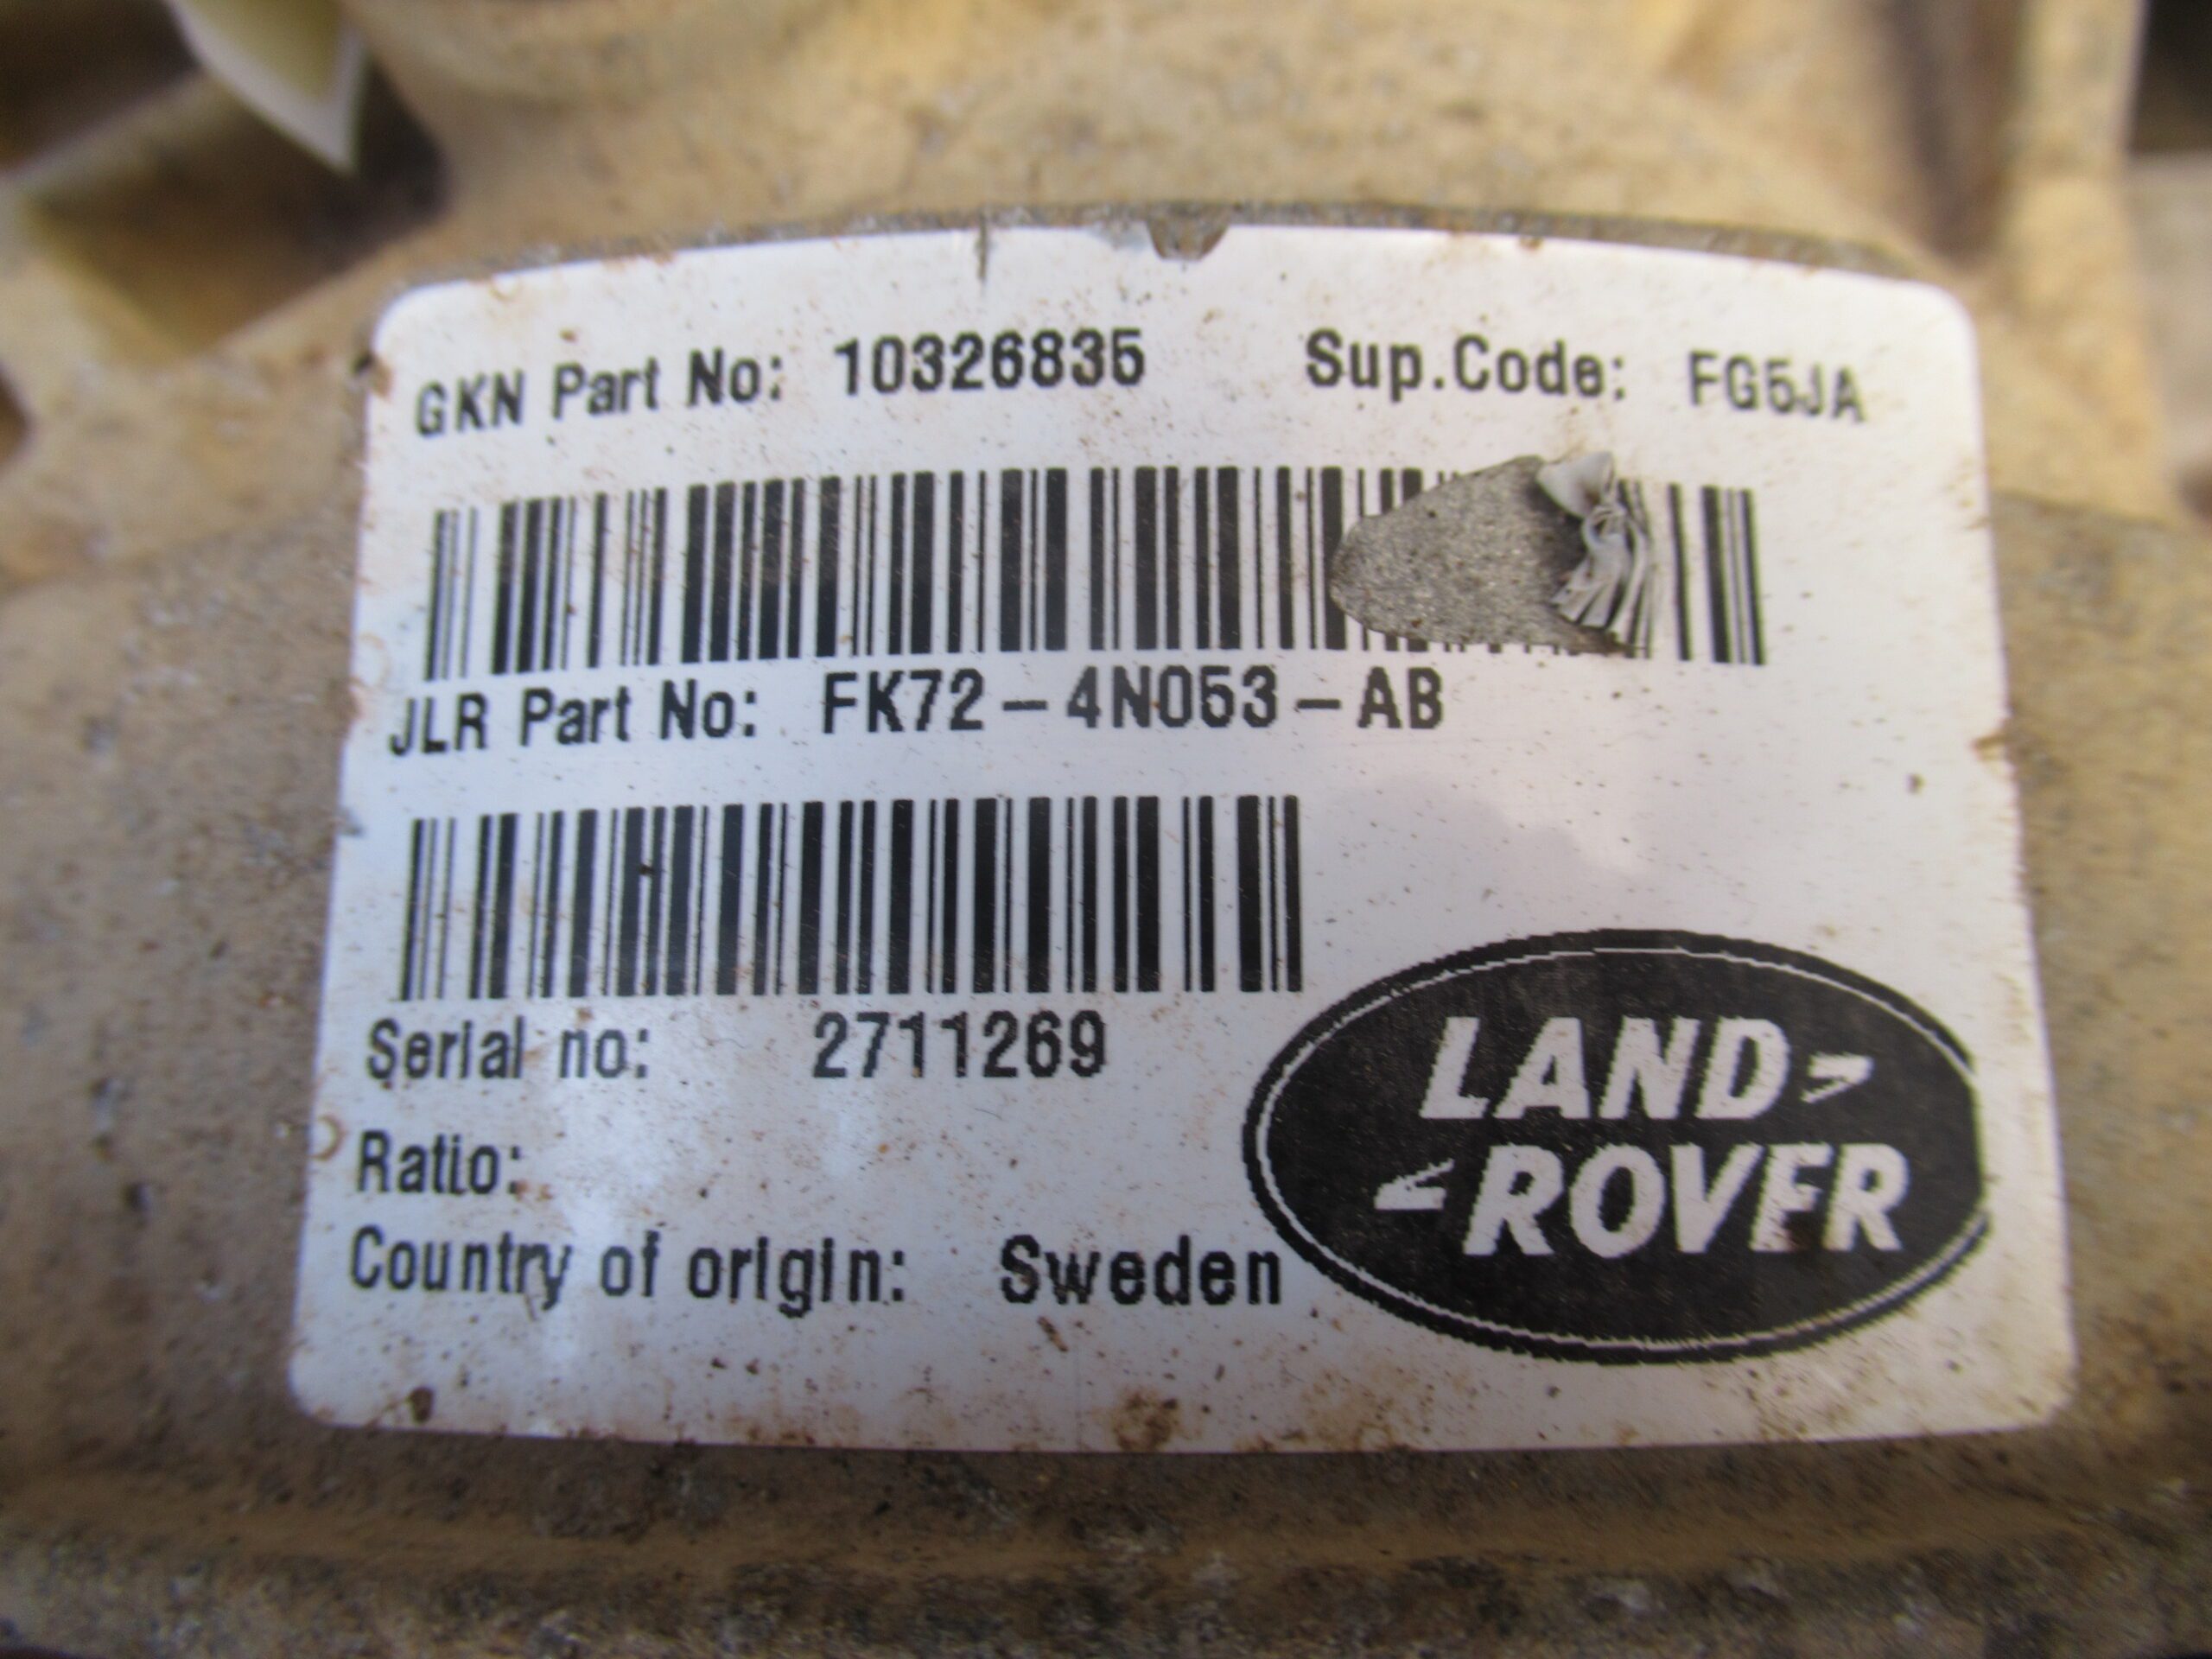 GKN Part No: 10326835 Sup.Code: FG5JA
JLR Part No: FK72-4N053-AB
Serial no: 2711269
Ratio:
Country of origin: Sweden
LAND
ROVER